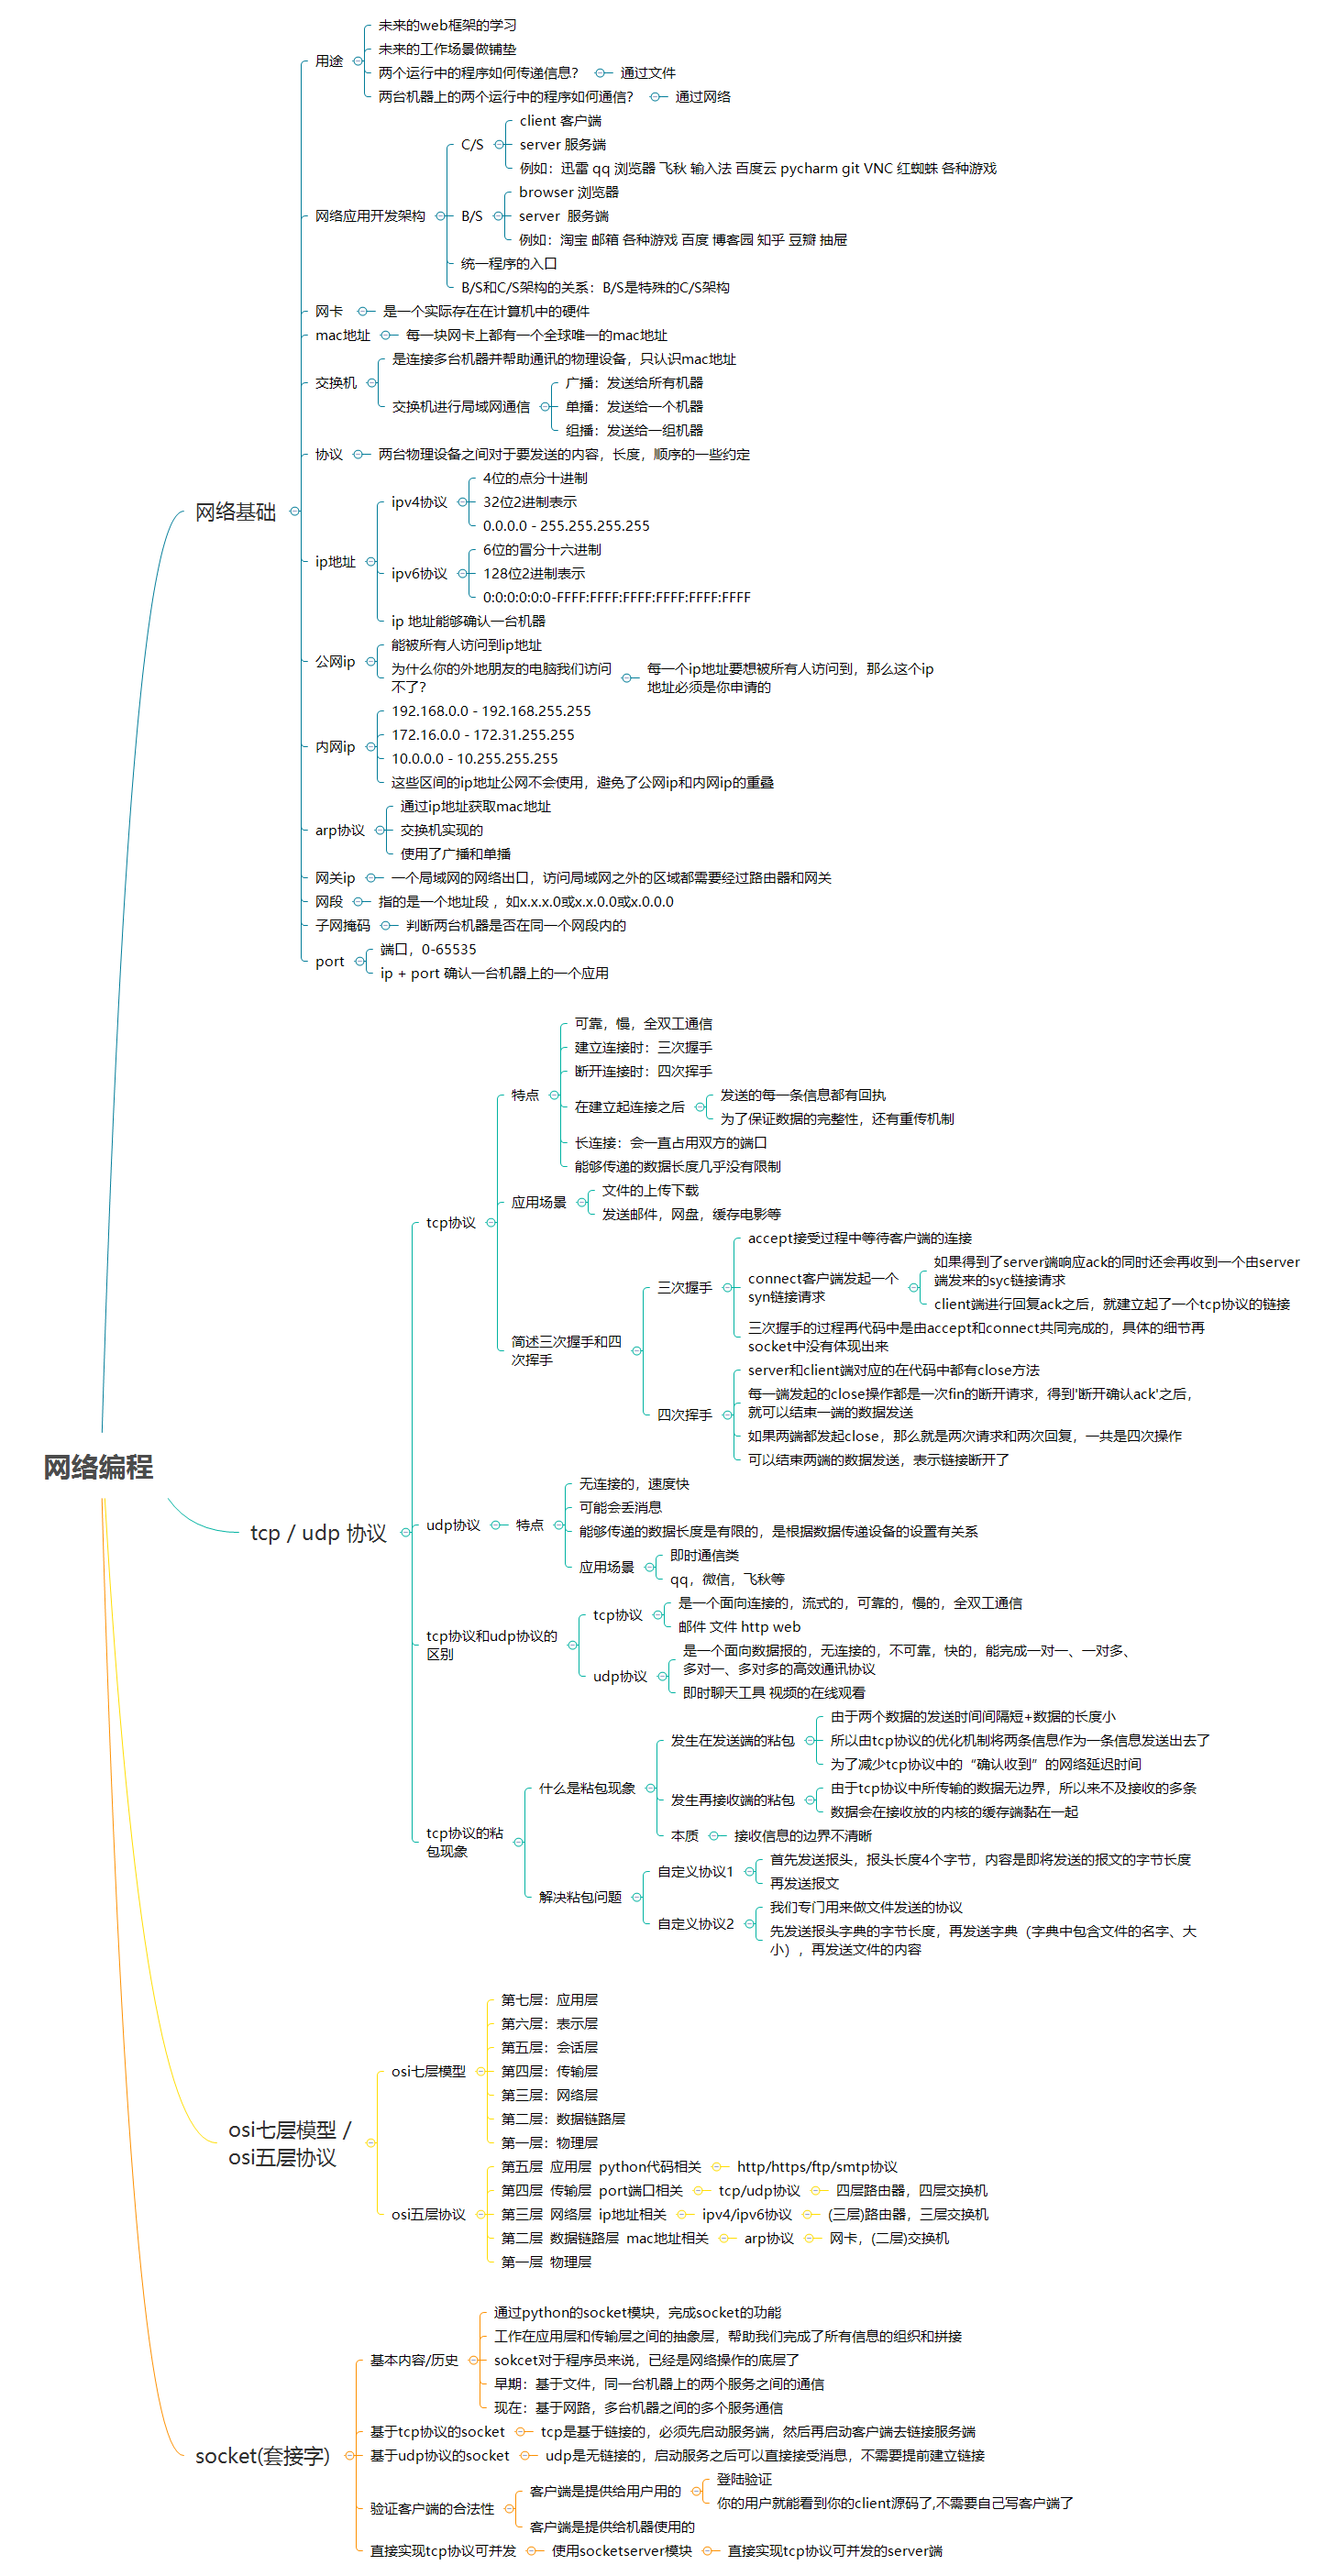 网络编程
网络基础
用途
未来的web框架的学习
未来的工作场景做铺垫
两个运行中的程序如何传递信息？
通过文件
两台机器上的两个运行中的程序如何通信？
通过网络
网络应用开发架构
C/S
client 客户端
server 服务端
例如：迅雷 qq 浏览器 飞秋 输入法 百度云 pycharm git VNC 红蜘蛛 各种游戏
B/S
browser 浏览器
server 服务端
例如：淘宝 邮箱 各种游戏 百度 博客园 知乎 豆瓣 抽屉
统一程序的入口
B/S和C/S架构的关系：B/S是特殊的C/S架构
网卡
是一个实际存在在计算机中的硬件
mac地址
每一块网卡上都有一个全球唯一的mac地址
交换机
是连接多台机器并帮助通讯的物理设备，只认识mac地址
交换机进行局域网通信
广播：发送给所有机器
单播：发送给一个机器
组播：发送给一组机器
协议
两台物理设备之间对于要发送的内容，长度，顺序的一些约定
ip地址
ipv4协议
4位的点分十进制
32位2进制表示
0.0.0.0 - 255.255.255.255
ipv6协议
6位的冒分十六进制
128位2进制表示
0:0:0:0:0:0-FFFF:FFFF:FFFF:FFFF:FFFF:FFFF
ip 地址能够确认一台机器
公网ip
能被所有人访问到ip地址
为什么你的外地朋友的电脑我们访问
不了？
每一个ip地址要想被所有人访问到，那么这个ip
地址必须是你申请的
内网ip
192.168.0.0 - 192.168.255.255
172.16.0.0 - 172.31.255.255
10.0.0.0 - 10.255.255.255
这些区间的ip地址公网不会使用，避免了公网ip和内网ip的重叠
arp协议
通过ip地址获取mac地址
交换机实现的
使用了广播和单播
网关ip
一个局域网的网络出口，访问局域网之外的区域都需要经过路由器和网关
网段
指的是一个地址段 ，如x.x.x.0或x.x.0.0或x.0.0.0
子网掩码
判断两台机器是否在同一个网段内的
port
端口，0-65535
ip + port 确认一台机器上的一个应用
tcp / udp 协议
tcp协议
特点
可靠，慢，全双工通信
建立连接时：三次握手
断开连接时：四次挥手
在建立起连接之后
发送的每一条信息都有回执
为了保证数据的完整性，还有重传机制
长连接：会一直占用双方的端口
能够传递的数据长度几乎没有限制
应用场景
文件的上传下载
发送邮件，网盘，缓存电影等
简述三次握手和四
次挥手
三次握手
accept接受过程中等待客户端的连接
connect客户端发起一个
syn链接请求
如果得到了server端响应ack的同时还会再收到一个由server
端发来的syc链接请求
client端进行回复ack之后，就建立起了一个tcp协议的链接
三次握手的过程再代码中是由accept和connect共同完成的，具体的细节再
socket中没有体现出来
四次挥手
server和client端对应的在代码中都有close方法
每一端发起的close操作都是一次fin的断开请求，得到'断开确认ack'之后，
就可以结束一端的数据发送
如果两端都发起close，那么就是两次请求和两次回复，一共是四次操作
可以结束两端的数据发送，表示链接断开了
udp协议
特点
无连接的，速度快
可能会丢消息
能够传递的数据长度是有限的，是根据数据传递设备的设置有关系
应用场景
即时通信类
qq，微信，飞秋等
tcp协议和udp协议的
区别
tcp协议
是一个面向连接的，流式的，可靠的，慢的，全双工通信
邮件 文件 http web
udp协议
是一个面向数据报的，无连接的，不可靠，快的，能完成一对一、一对多、
多对一、多对多的高效通讯协议
即时聊天工具 视频的在线观看
tcp协议的粘
包现象
什么是粘包现象
发生在发送端的粘包
由于两个数据的发送时间间隔短+数据的长度小
所以由tcp协议的优化机制将两条信息作为一条信息发送出去了
为了减少tcp协议中的“确认收到”的网络延迟时间
发生再接收端的粘包
由于tcp协议中所传输的数据无边界，所以来不及接收的多条
数据会在接收放的内核的缓存端黏在一起
本质
接收信息的边界不清晰
解决粘包问题
自定义协议1
首先发送报头，报头长度4个字节，内容是即将发送的报文的字节长度
再发送报文
自定义协议2
我们专门用来做文件发送的协议
先发送报头字典的字节长度，再发送字典（字典中包含文件的名字、大
小），再发送文件的内容
osi七层模型 /
osi五层协议
osi七层模型
第七层：应用层
第六层：表示层
第五层：会话层
第四层：传输层
第三层：网络层
第二层：数据链路层
第一层：物理层
osi五层协议
第五层 应用层 python代码相关
http/https/ftp/smtp协议
第四层 传输层 port端口相关
tcp/udp协议
四层路由器，四层交换机
第三层 网络层 ip地址相关
ipv4/ipv6协议
(三层)路由器，三层交换机
第二层 数据链路层 mac地址相关
arp协议
网卡，(二层)交换机
第一层 物理层
socket(套接字)
基本内容/历史
通过python的socket模块，完成socket的功能
工作在应用层和传输层之间的抽象层，帮助我们完成了所有信息的组织和拼接
sokcet对于程序员来说，已经是网络操作的底层了
早期：基于文件，同一台机器上的两个服务之间的通信
现在：基于网路，多台机器之间的多个服务通信
基于tcp协议的socket
tcp是基于链接的，必须先启动服务端，然后再启动客户端去链接服务端
基于udp协议的socket
udp是无链接的，启动服务之后可以直接接受消息，不需要提前建立链接
验证客户端的合法性
客户端是提供给用户用的
登陆验证
你的用户就能看到你的client源码了,不需要自己写客户端了
客户端是提供给机器使用的
直接实现tcp协议可并发
使用socketserver模块
直接实现tcp协议可并发的server端